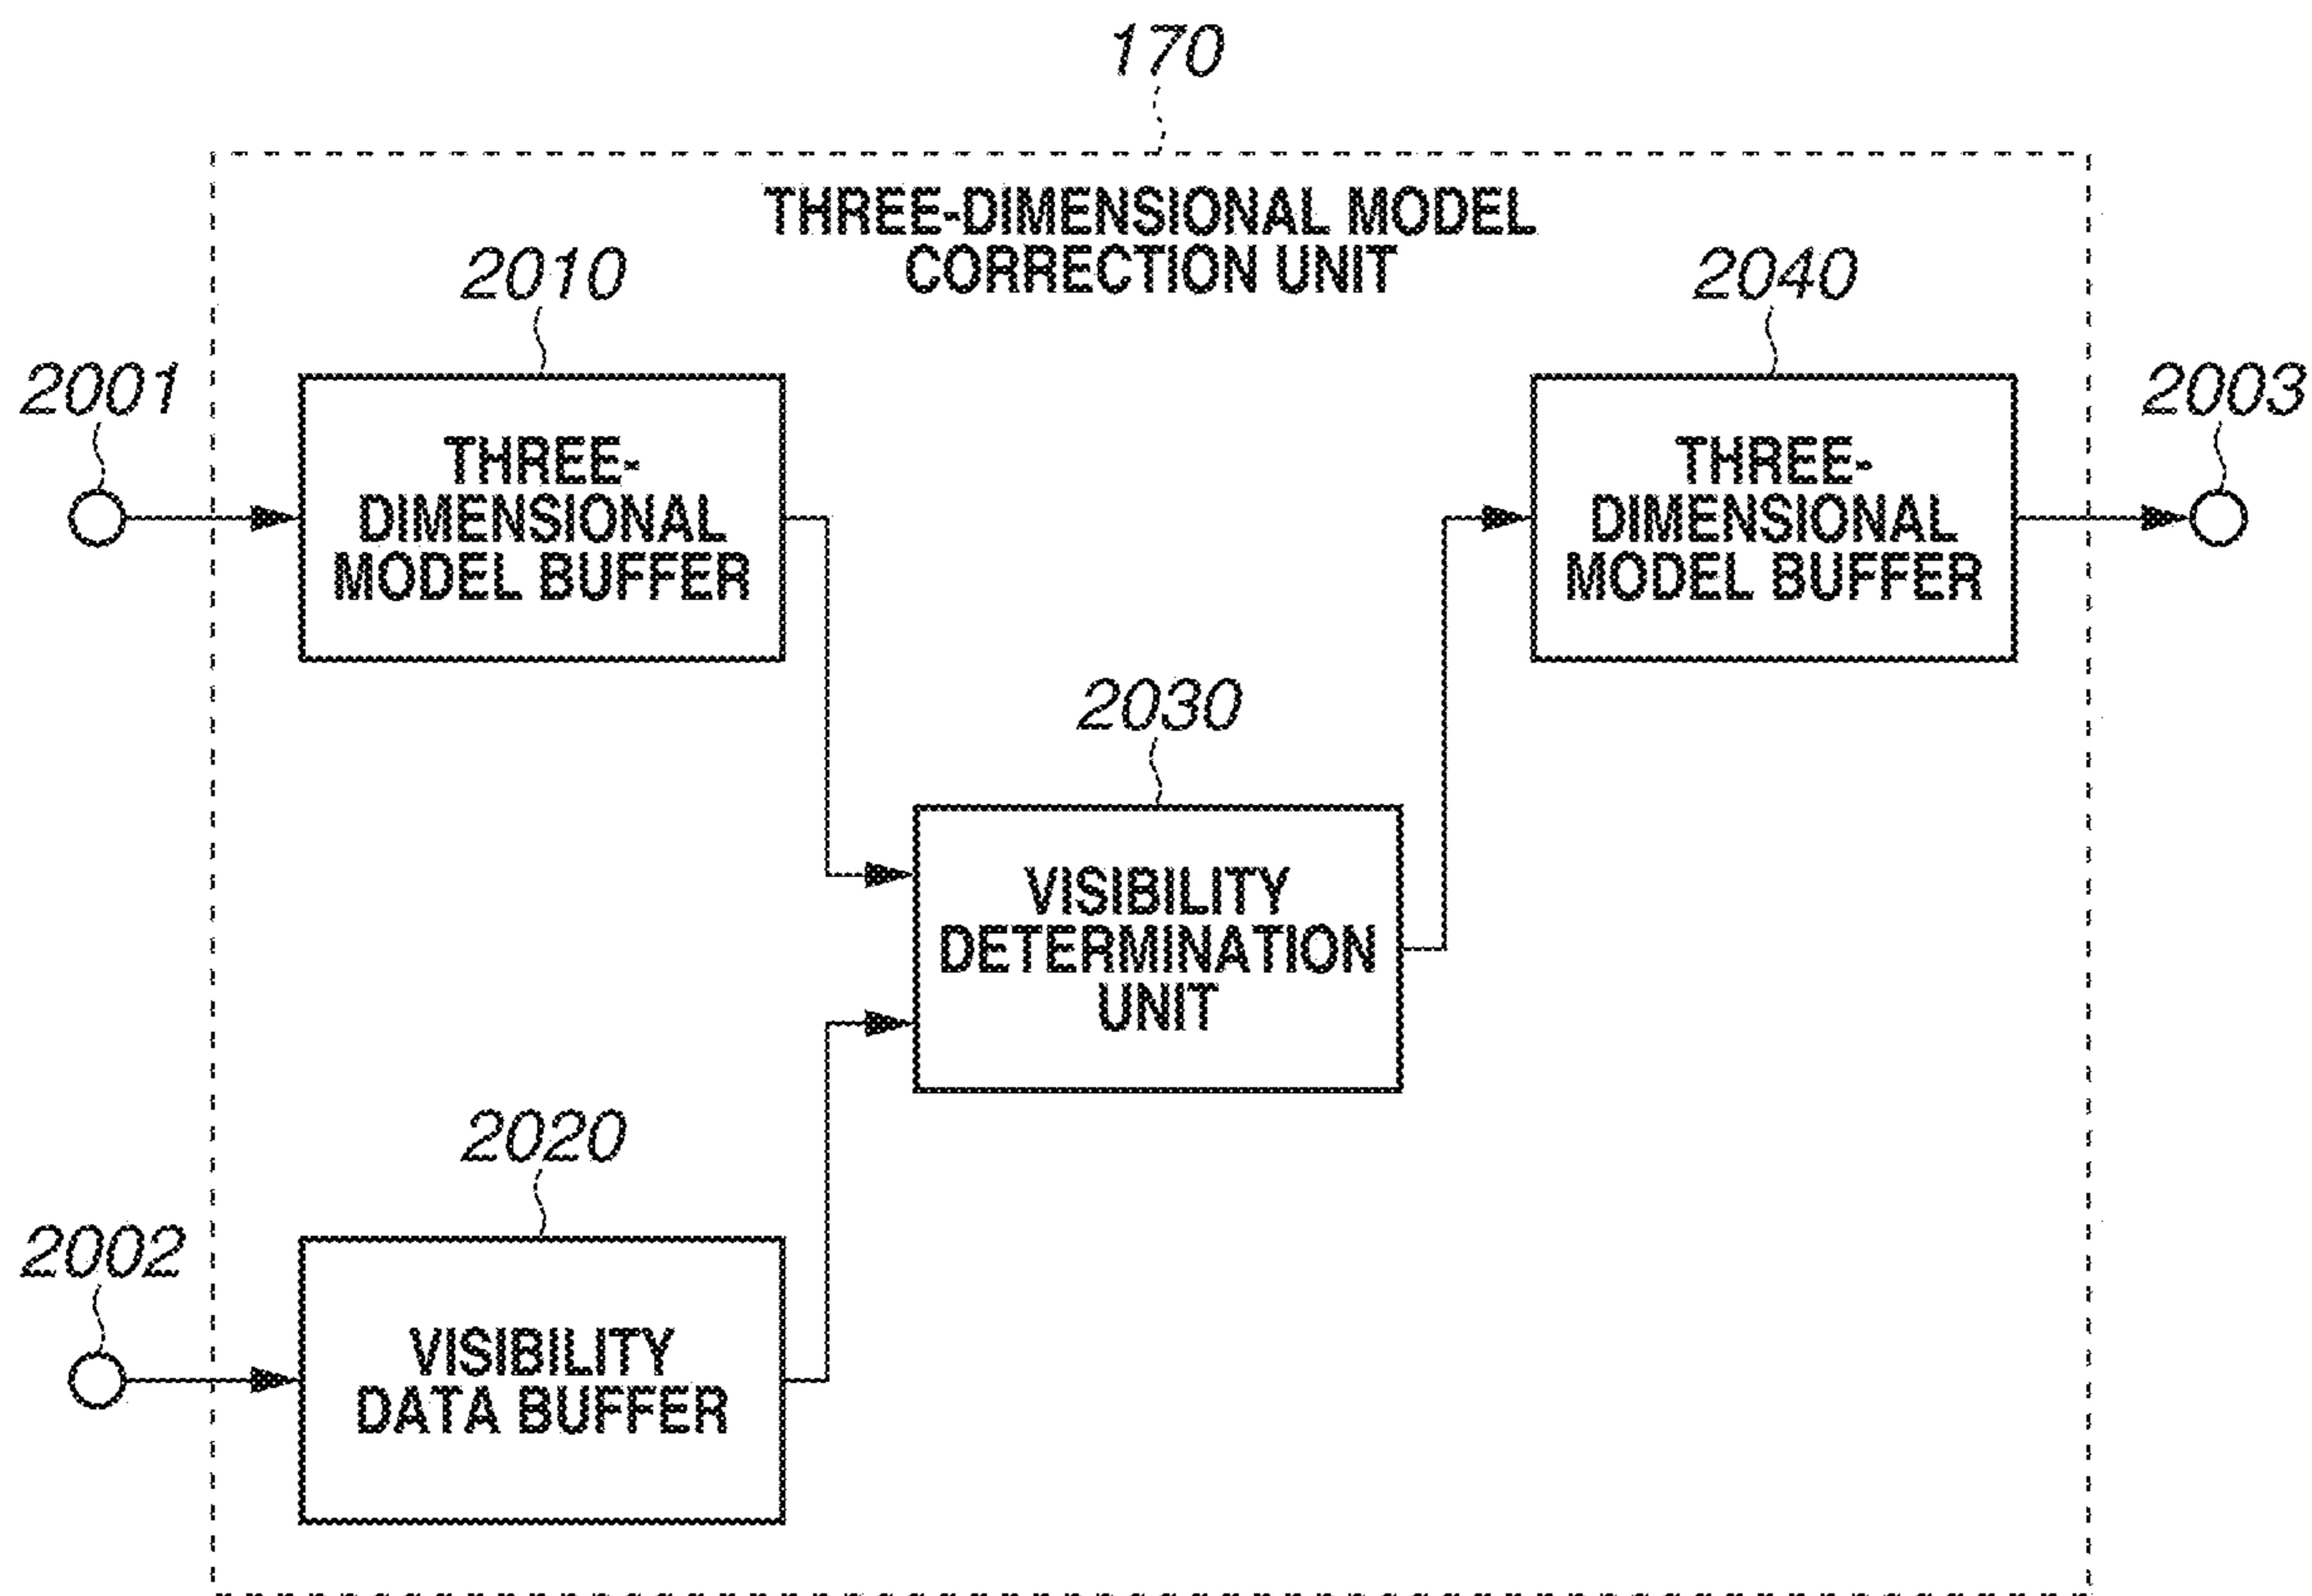 170
THREE-DIMENSIONAL MODEL
CORRECTION UNIT
2010
2040
2001
2003
THREE-
DIMENSIONAL
MODEL BUFFER
THREE-
DIMENSIONAL
MODEL BUFFER
2030
VISIBILITY
DETERMINATION
UNIT
2020
2002
VISIBILITY
DATA BUFFER